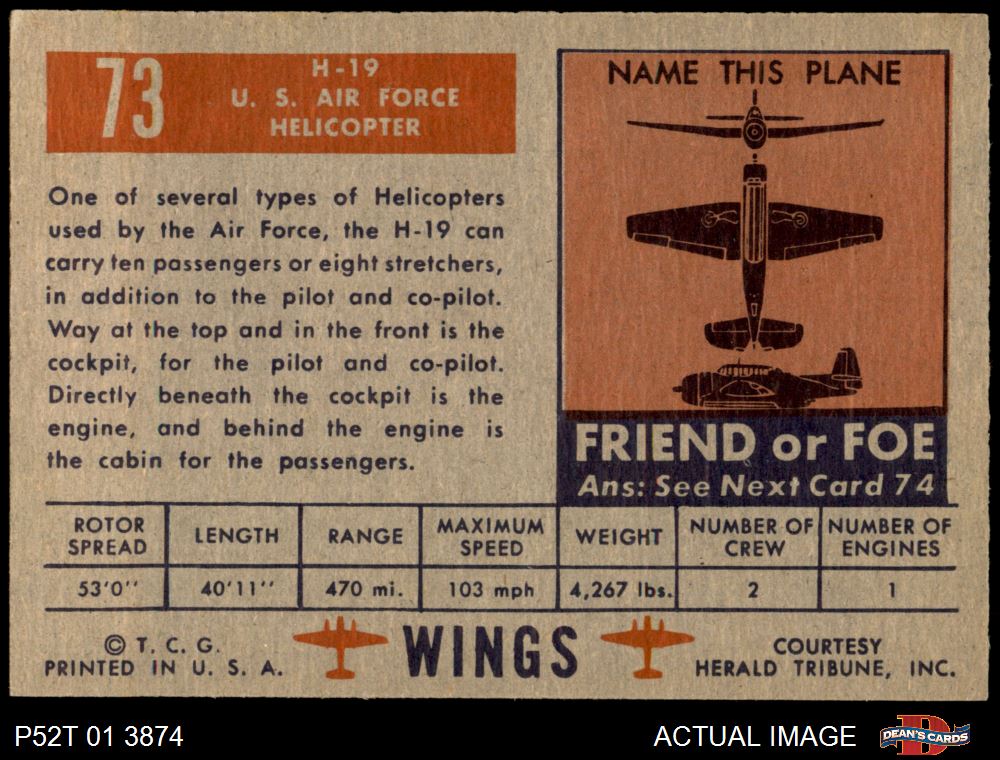 73
H-19
U. S. AIR FORCE
HELICOPTER
One of several types of Helicopters
used by the Air Force, the H-19 can
carry ten passengers or eight stretchers,
in addition to the pilot and co-pilot.
Way at the top and in the front is the
cockpit, for the pilot and co-pilot.
Directly beneath the cockpit is the
engine, and behind the engine is
the cabin for the passengers.
NAME THIS PLANE
FRIEND or FOE
Ans: See Next Card 74
ROTOR SPREAD LENGTH RANGE MAXIMUM SPEED WEIGHT NUMBER OF CREW NUMBER OF ENGINES
53'0'' 40'11'' 470 mi. 103 mph 4,267 lbs. 2 1
© T. C. G.
PRINTED IN U. S. A.
WINGS
COURTESY
HERALD TRIBUNE, INC.
P52T 01 3874
ACTUAL IMAGE
D
DEAN'S CARDS